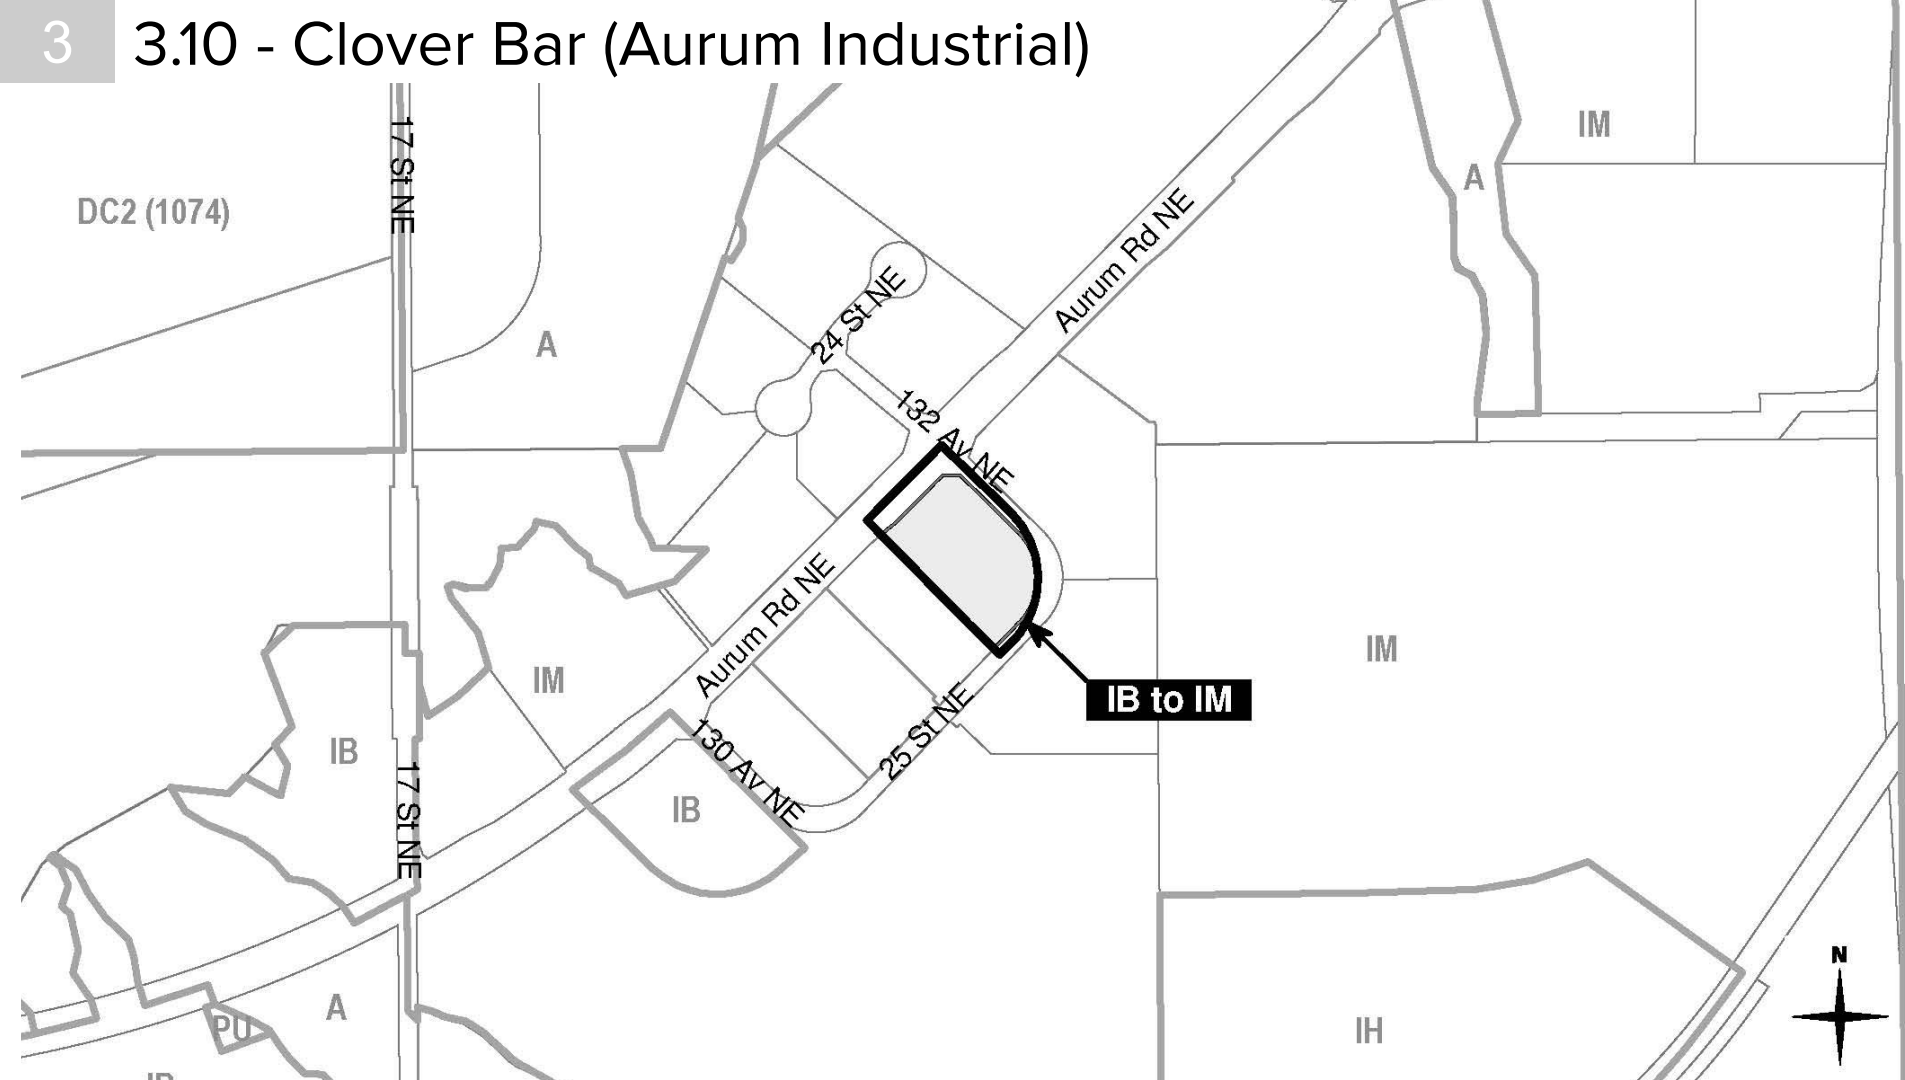 3
3.10 - Clover Bar (Aurum Industrial)
17 St NE
IM
A
DC2 (1074)
Aurum Rd NE
24 St NE
A
132 Av NE
Aurum Rd NE
IM
IM
IB to IM
25 St NE
IB
130 Av NE
IB
17 St NE
N
A
PU
IH